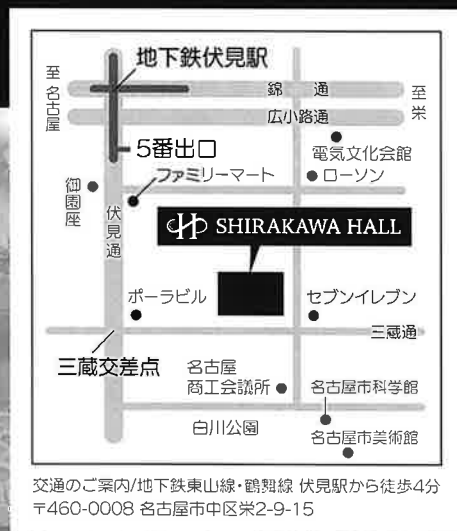 地下鉄伏見駅
至名古屋
錦通
至栄
広小路通
5番出口
電気文化会館
ファミリーマート
ローソン
御園座
伏見通
SHIRAKAWA HALL
ポーラビル
セブンイレブン
三蔵通
三蔵交差点
名古屋
商工会議所
名古屋市科学館
白川公園
名古屋市美術館
交通のご案内/地下鉄東山線・鶴舞線 伏見駅から徒歩4分
〒460-0008 名古屋市中区栄2-9-15